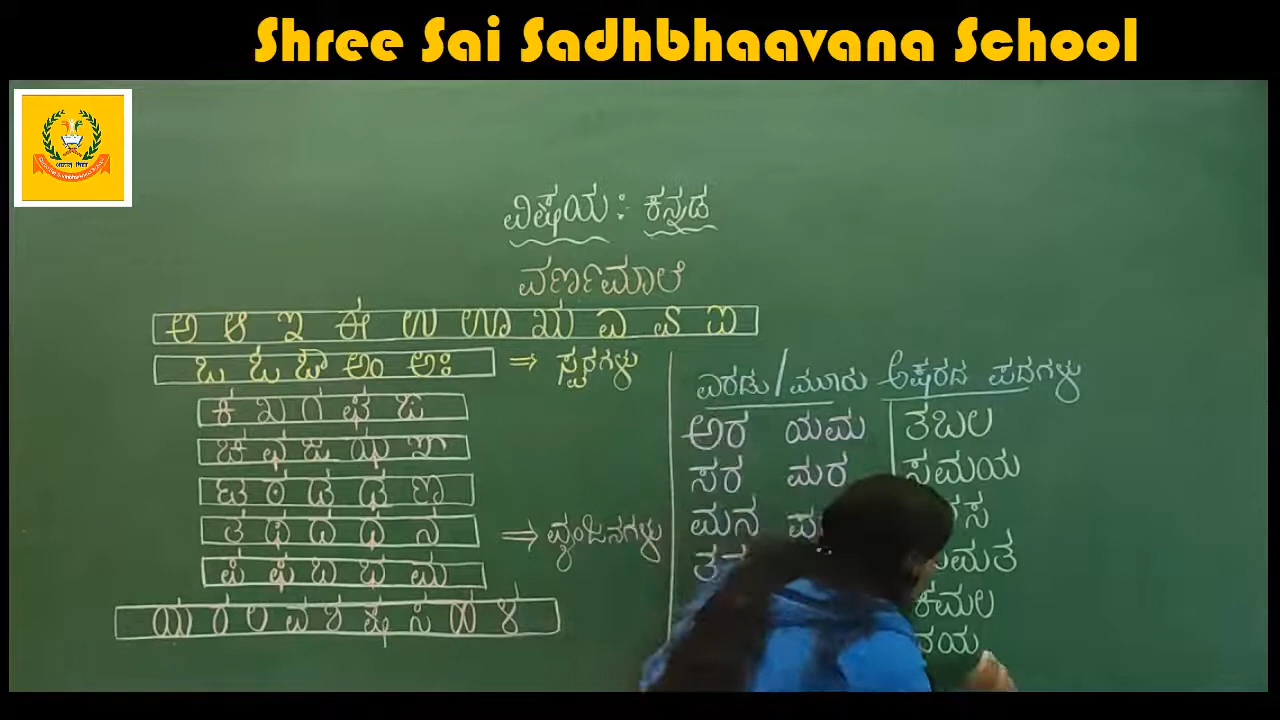 Shree Sai Sadhbhaavana School
ವಿಷಯ : ಕನ್ನಡ
ವರ್ಣಮಾಲೆ
ಅ ಆ ಇ ಈ ಉ ಊ ಋ ಎ ಏ ಐ
ಒ ಓ ಔ ಅಂ ಅಃ ⇒ ಸ್ವರಗಳು
ಕ ಖ ಗ ಘ ಙ
ಚ ಛ ಜ ಝ ಞ
ಟ ಠ ಡ ಢ ಣ
ತ ಥ ದ ಧ ನ
ಪ ಫ ಬ ಭ ಮ
⇒ ವ್ಯಂಜನಗಳು
ಯ ರ ಲ ವ ಶ ಷ ಸ ಹ ಳ
ಎರಡು / ಮೂರು ಅಕ್ಷರದ ಪದಗಳು
ಅರ ಯಮ ತಬಲ
ಸರ ಮರ ಸಮಯ
ಮನ
ಕಮಲ